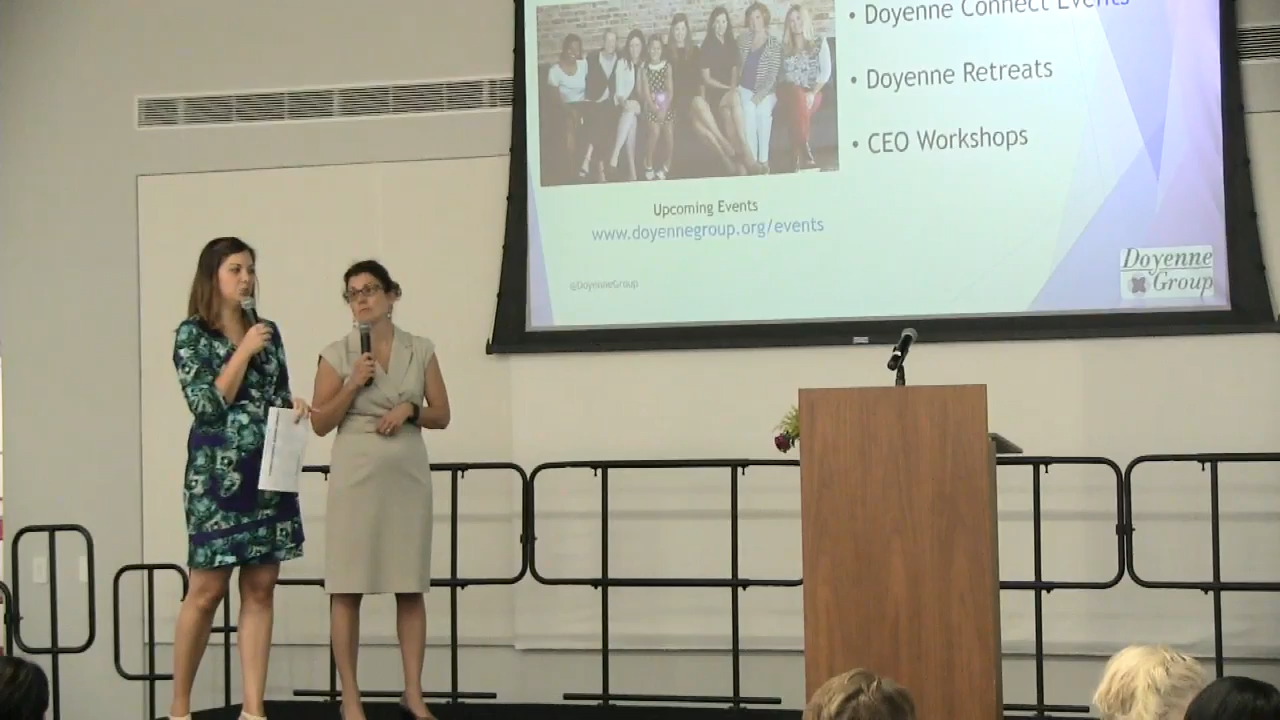 • Doyenne Connect Events
• Doyenne Retreats
• CEO Workshops
Upcoming Events
www.doyennegroup.org/events
@DoyenneGroup
Doyenne
Group